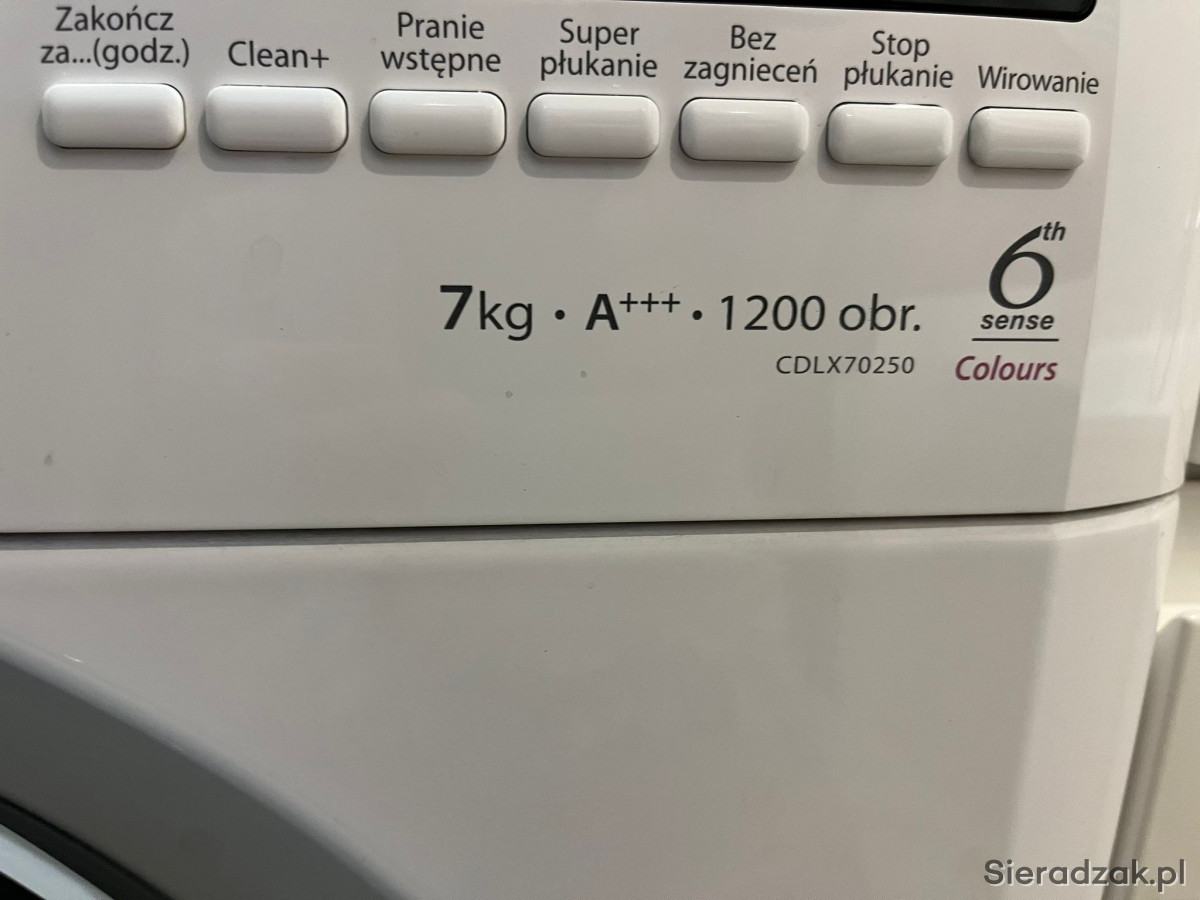 Zakończ
za...(godz.)
Clean+
Pranie
wstępne
Super
płukanie
Bez
zagnieceń
Stop
płukanie
Wirowanie
6th
sense
Colours
7kg · A+++ · 1200 obr.
CDLX70250
Sieradzak.pl